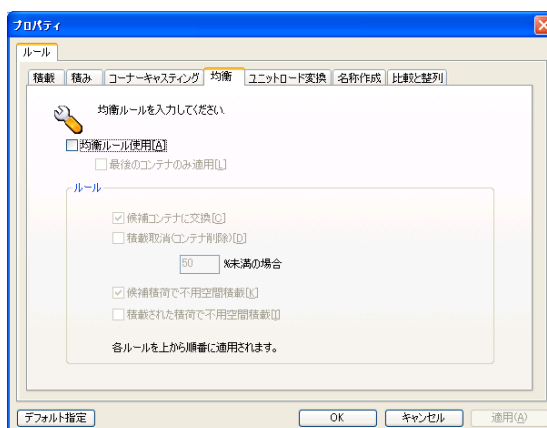 プロパティ
ルール
積載 積み コーナーキャスティング 均衡 ユニットロード変換 名称作成 比較と整列
均衡ルールを入力してください
均衡ルール使用[A]
最後のコンテナのみ適用[L]
ルール
候補コンテナに交換[C]
積載取消(コンテナ削除)[D]
50 %未満の場合
候補積荷で不用空間積載[K]
積載された積荷で不用空間積載[I]
各ルールを上から順番に適用されます。
デフォルト指定 OK キャンセル 適用(A)